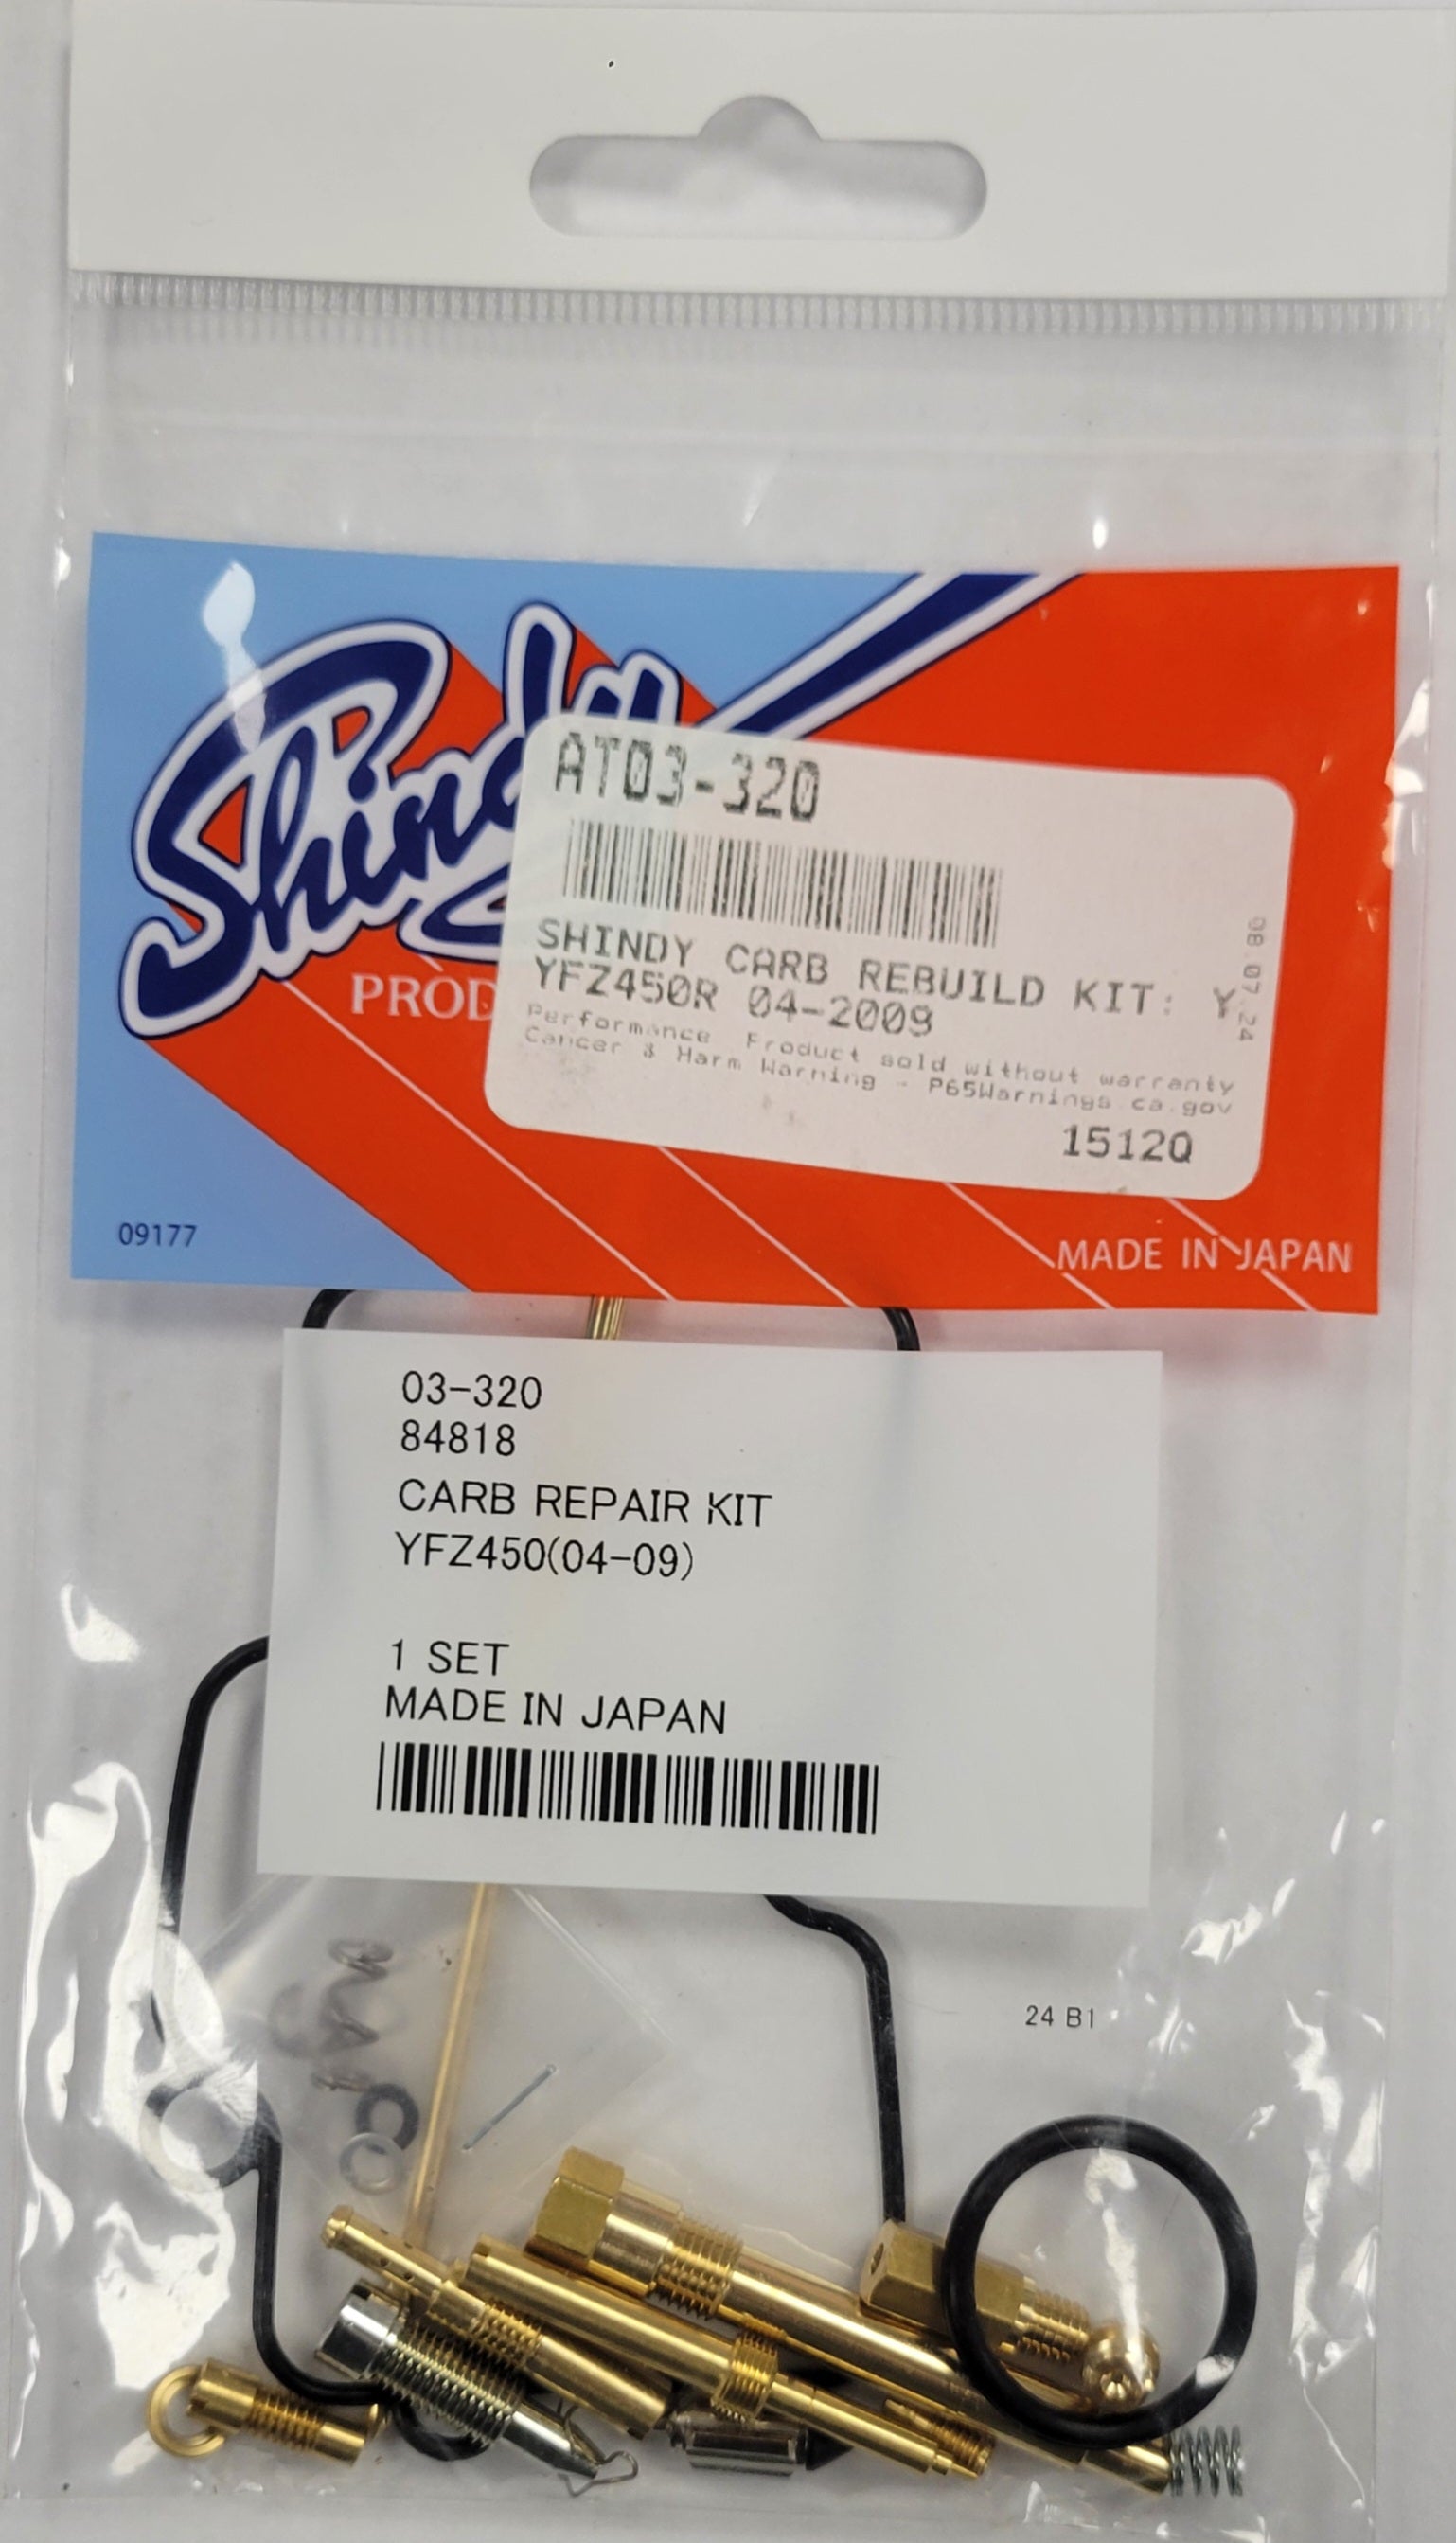 Shindy
AT03-320
SHINDY CARB REBUILD KIT: Y
YFZ450R 04-2009
Performance Product sold without warranty
Cancer & Harm Warning - P65Warnings.ca.gov
08.07.24
1512Q
PROD
09177
MADE IN JAPAN
03-320
84818
CARB REPAIR KIT
YFZ450(04-09)
1 SET
MADE IN JAPAN
24 B1